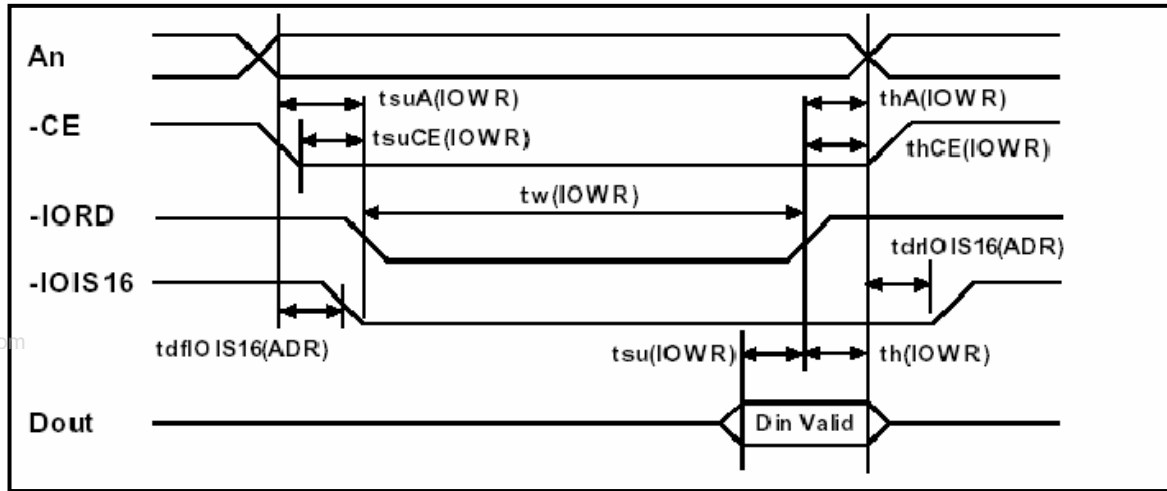 An
tsuA(IOWR)
thA(IOWR)
-CE
tsuCE(IOWR)
thCE(IOWR)
tw(IOWR)
-IORD
tdrIOIS16(ADR)
-IOIS16
om
tdfIOIS16(ADR)
tsu(IOWR)
th(IOWR)
Dout
Din Valid